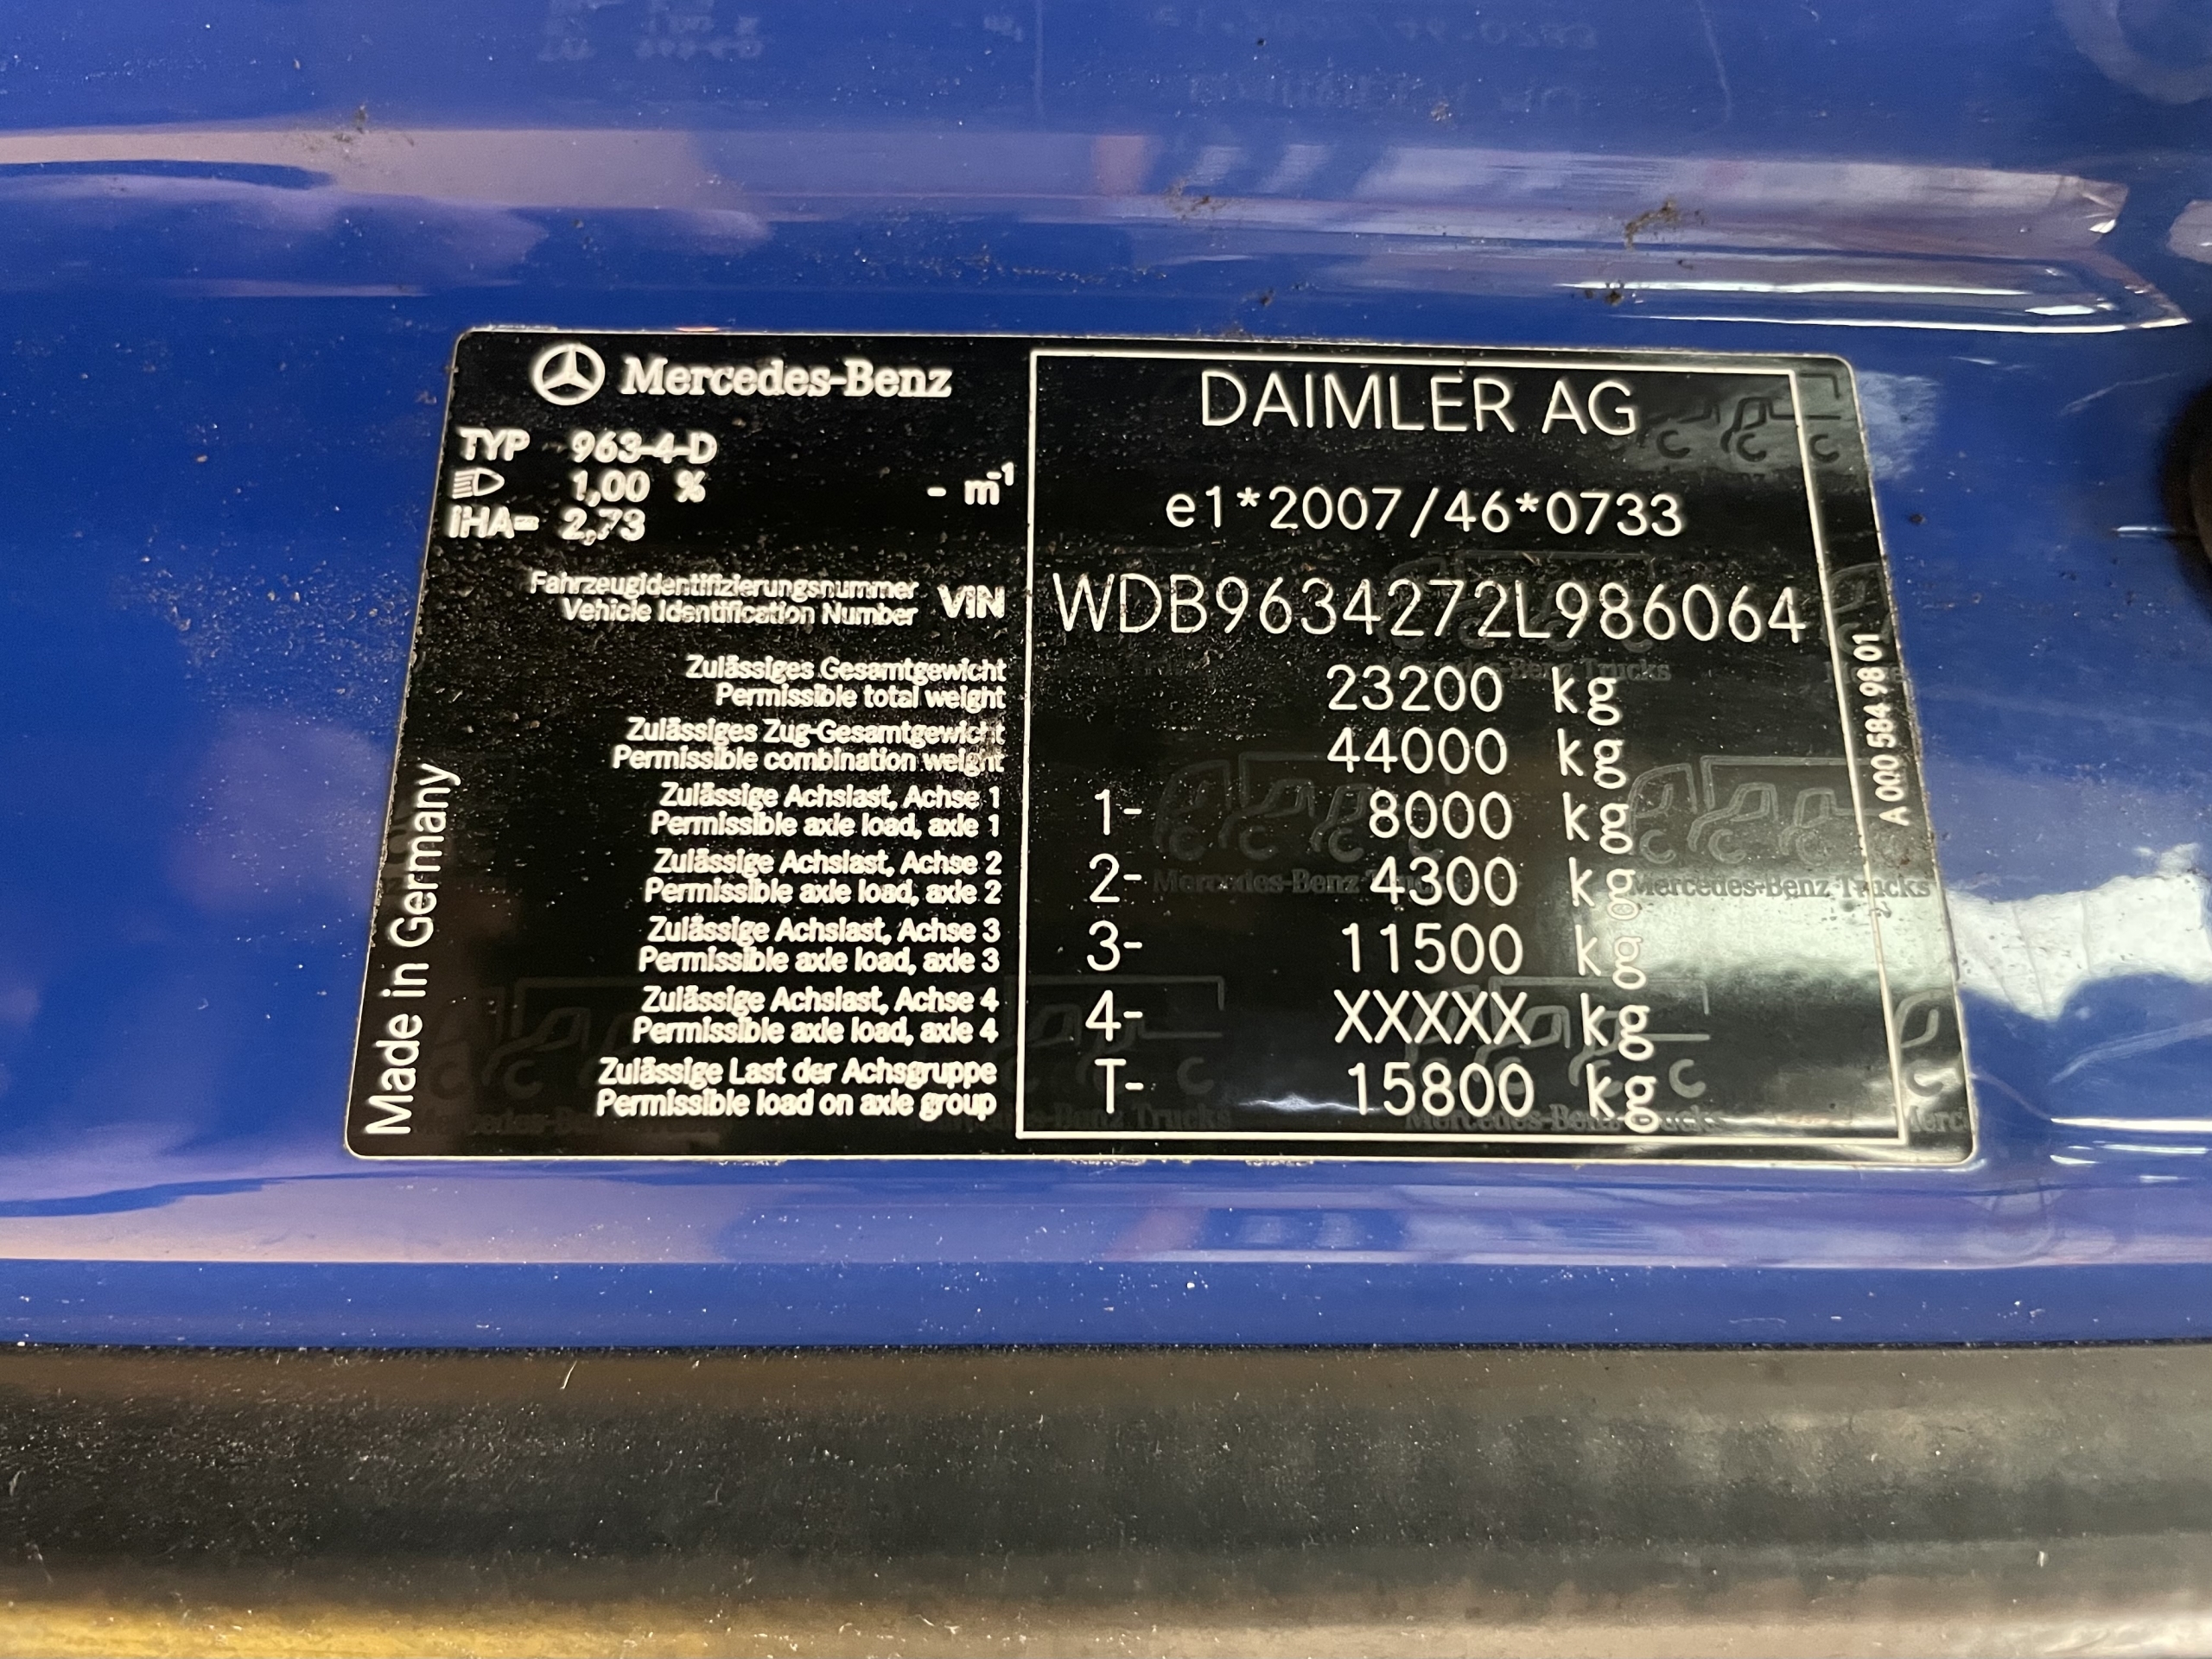 Mercedes-Benz
TYP 963-4-D
1,00 % - m-1
IHA= 2,73
DAIMLER AG
e1*2007/46*0733
Fahrzeugidentifizierungsnummer
Vehicle Identification Number
VIN WDB9634272L986064
Zulässiges Gesamtgewicht
Permissible total weight
23200 kg
Zulässiges Zug-Gesamtgewicht
Permissible combination weight
44000 kg
Zulässige Achslast, Achse 1
Permissible axle load, axle 1
1- 8000 kg
Zulässige Achslast, Achse 2
Permissible axle load, axle 2
2- 4300 kg
Zulässige Achslast, Achse 3
Permissible axle load, axle 3
3- 11500 kg
Zulässige Achslast, Achse 4
Permissible axle load, axle 4
4- XXXXX kg
Zulässige Last der Achsgruppe
Permissible load on axle group
T- 15800 kg
Made in Germany
A 000 584 98 01
Mercedes-Benz Trucks